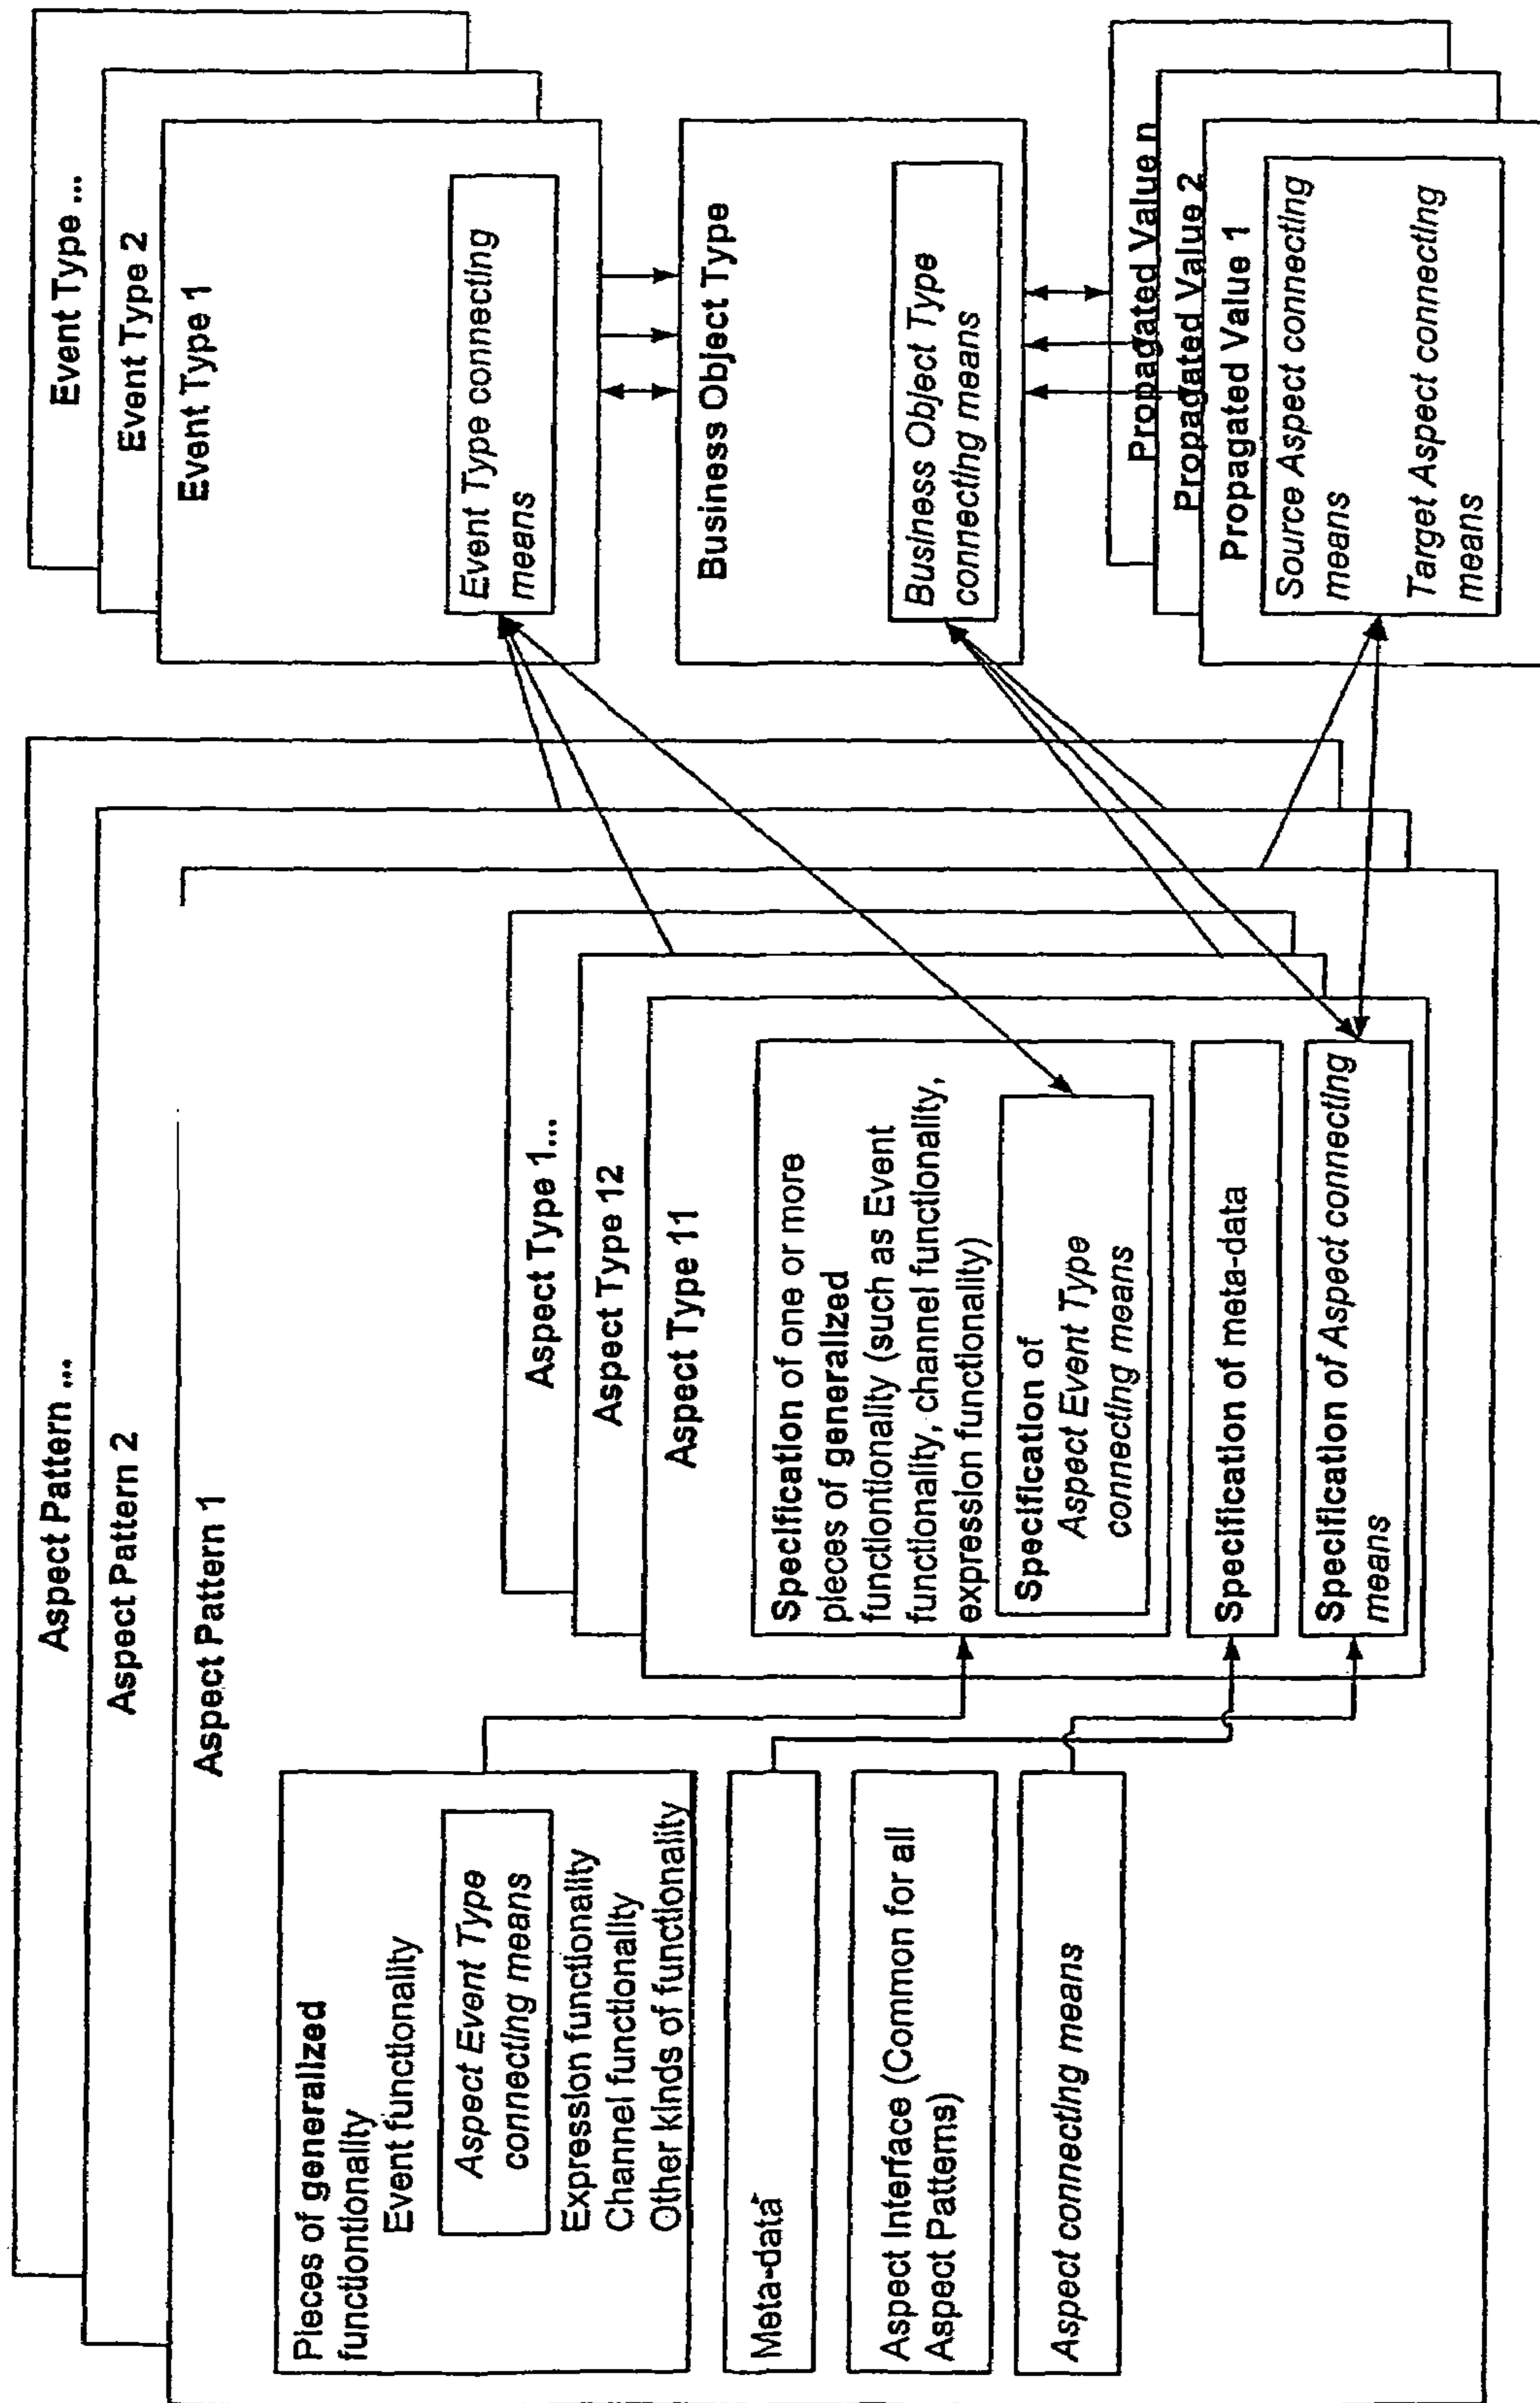 Aspect Pattern ...
Aspect Pattern 2
Aspect Pattern 1
Pieces of generalized
functiontionality
Event functionality
Aspect Event Type
connecting means
Expression functionality
Channel functionality
Other kinds of functionality
Meta-data
Aspect Interface (Common for all
Aspect Patterns)
Aspect connecting means
Aspect Type 1...
Aspect Type 12
Aspect Type 11
Specification of one or more
pieces of generalized
functiontionality (such as Event
functionality, channel functionality,
expression functionality)
Specification of
Aspect Event Type
connecting means
Specification of meta-data
Specification of Aspect connecting
means
Event Type ...
Event Type 2
Event Type 1
Event Type connecting
means
Business Object Type
Business Object Type
connecting means
Propagated Value n
Propagated Value 2
Propagated Value 1
Source Aspect connecting
means
Target Aspect connecting
means